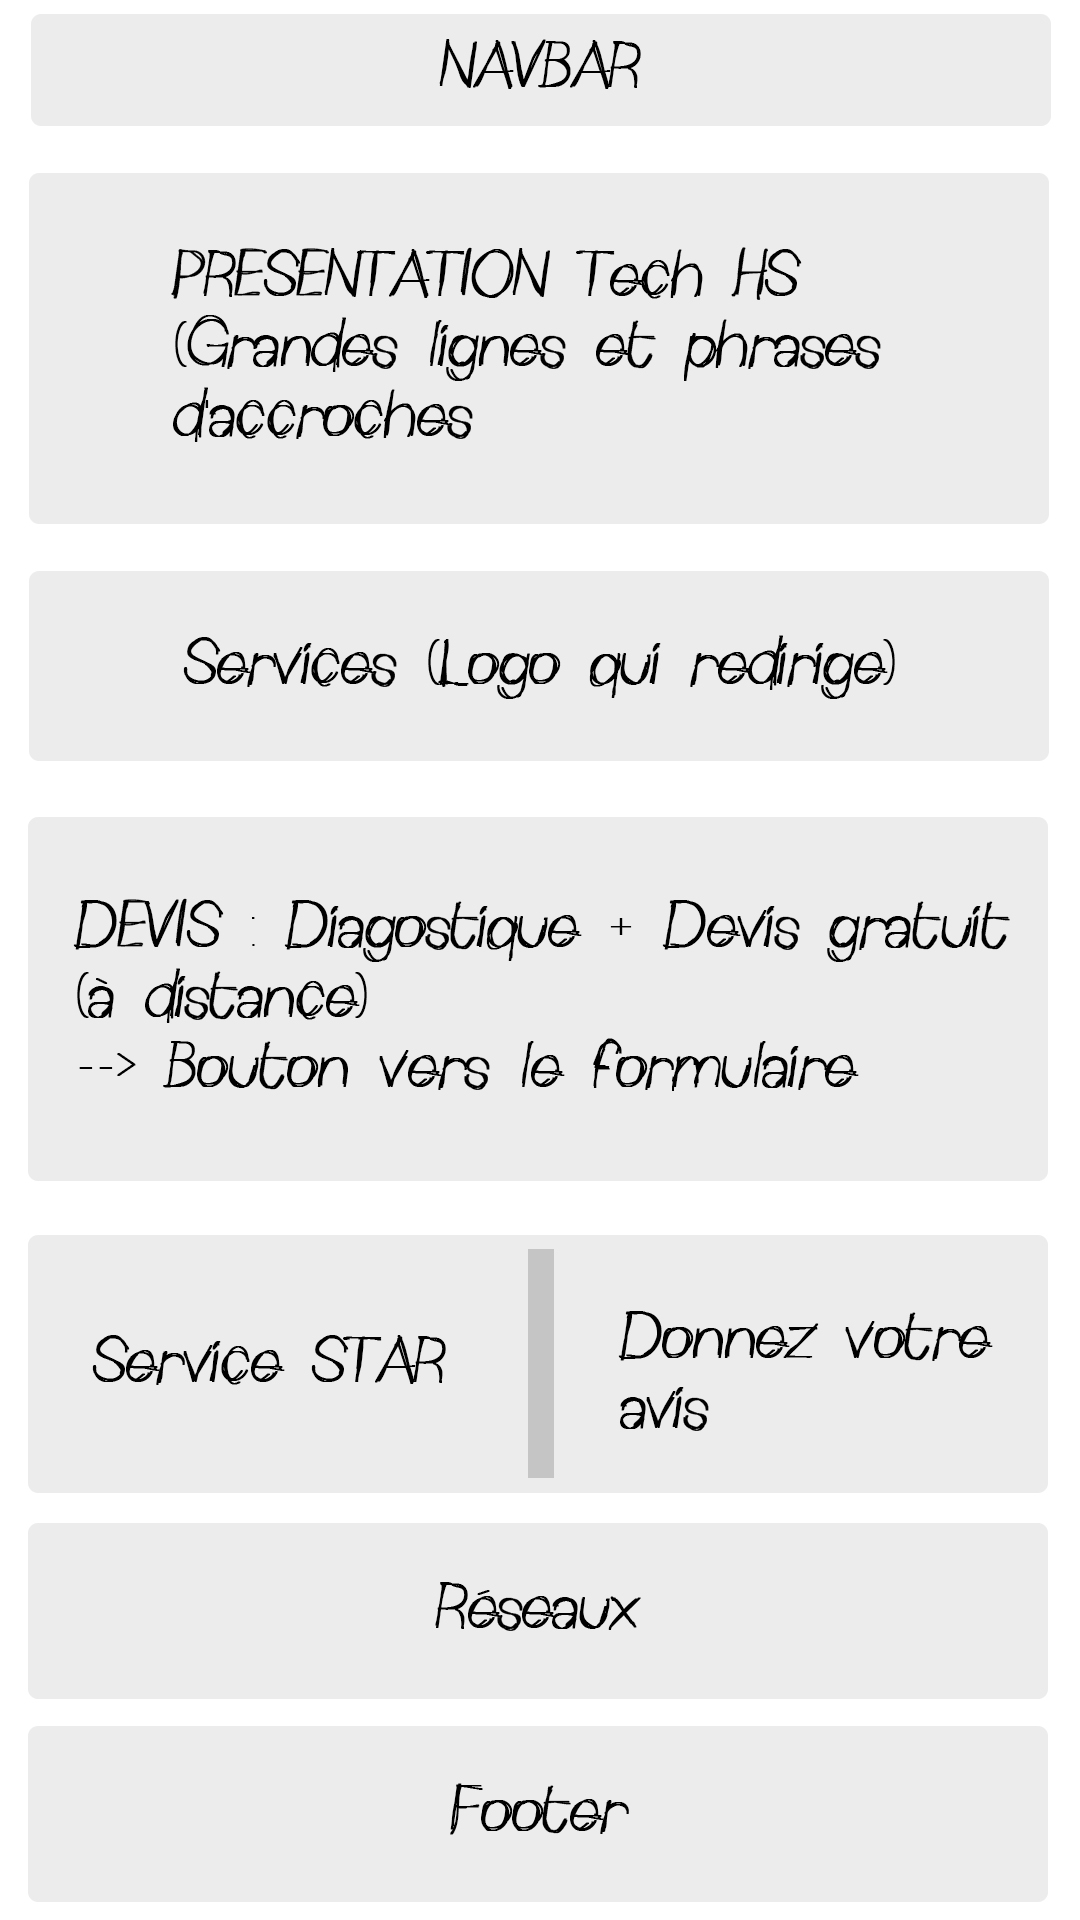 NAVBAR
PRESENTATION Tech HS
(Grandes lignes et phrases
d'accroches
Services (Logo qui redirige)
DEVIS : Diagostique + Devis gratuit
(à distance)
--> Bouton vers le formulaire
Service STAR
Donnez votre
avis
Réseaux
Footer